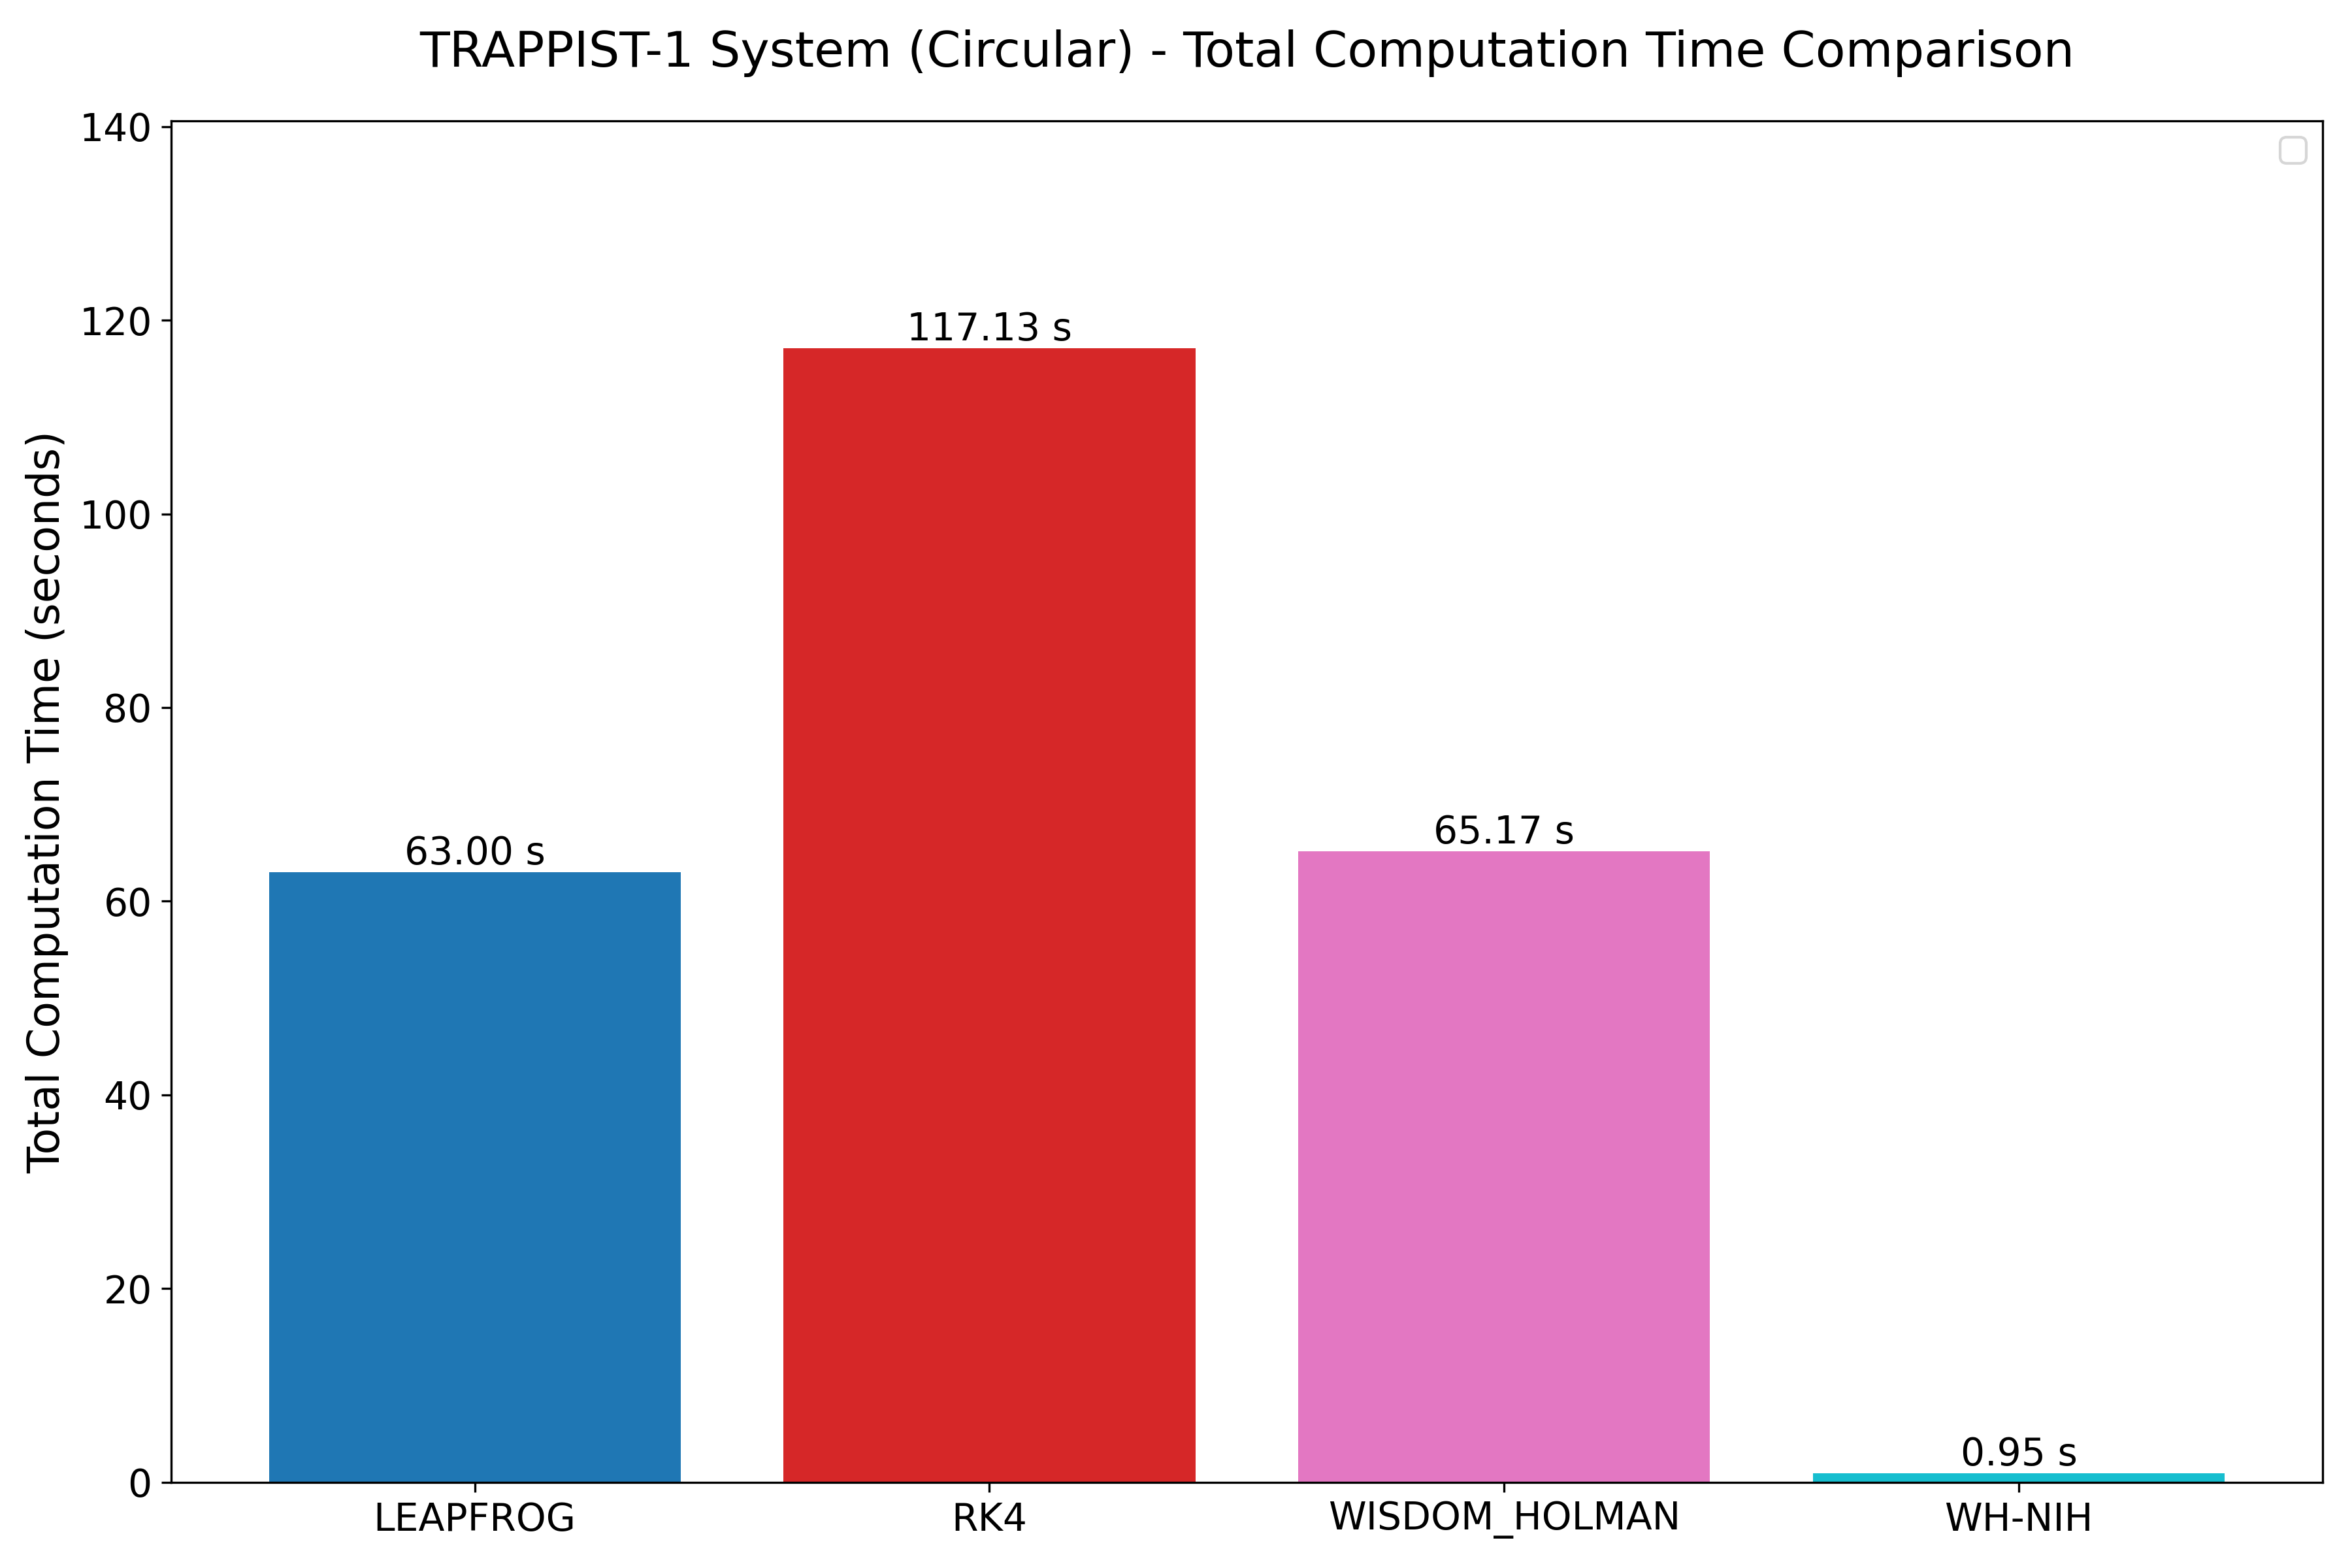 TRAPPIST-1 System (Circular) - Total Computation Time Comparison
Total Computation Time (seconds)
140
120
100
80
60
40
20
0
63.00 s
117.13 s
65.17 s
0.95 s
LEAPFROG
RK4
WISDOM_HOLMAN
WH-NIH